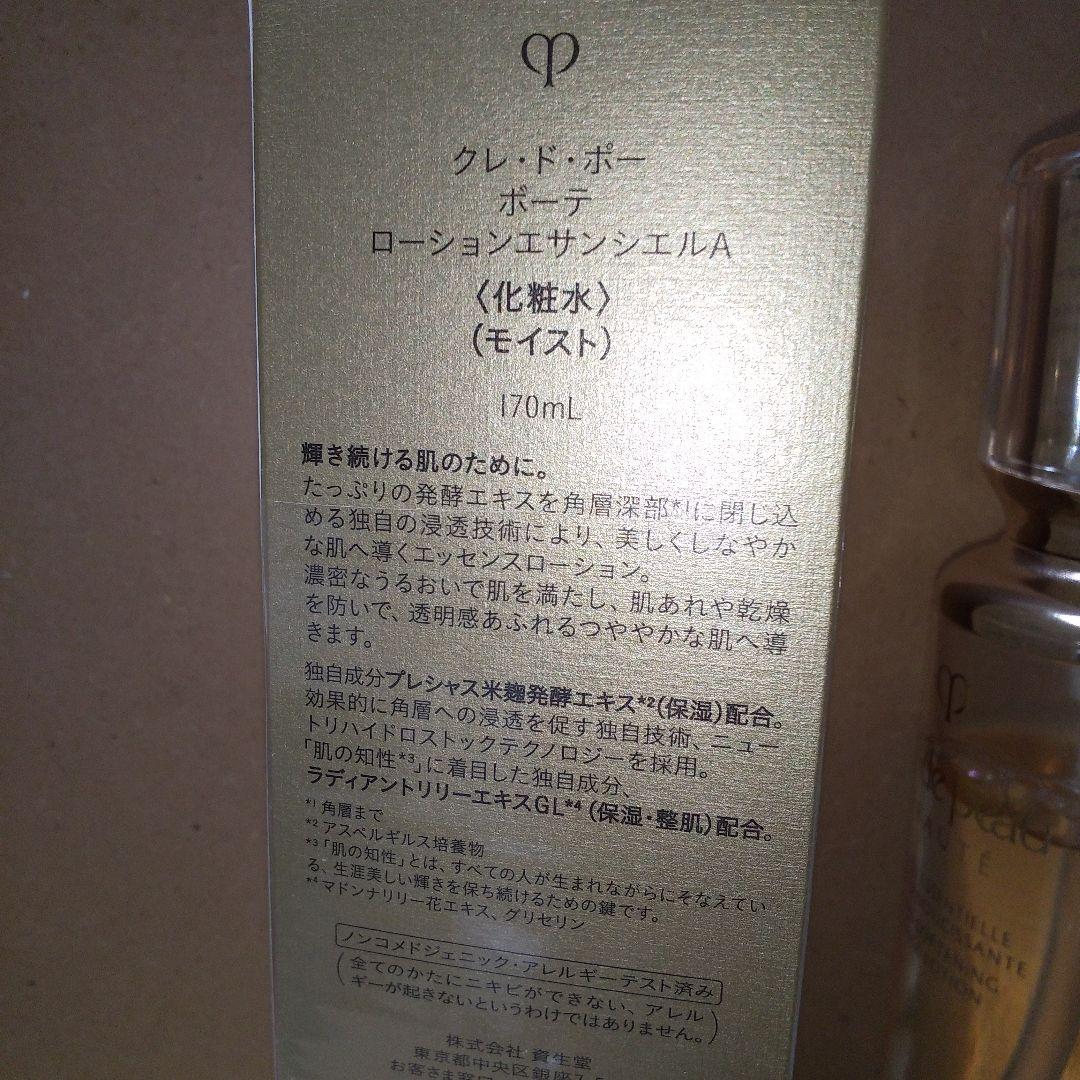 クレ・ド・ポー
ボーテ
ローションエサンシエルA
〈化粧水〉
(モイスト)
170mL
輝き続ける肌のために。
たっぷりの発酵エキスを角層深部*1に閉じ込
める独自の浸透技術により、美しくしなやか
な肌へ導くエッセンスローション。
濃密なうるおいで肌を満たし、肌あれや乾燥
を防いで、透明感あふれるつややかな肌へ導
きます。
独自成分プレシャス米麹発酵エキス*2(保湿)配合。
効果的に角層への浸透を促す独自技術、ニュー
トリハイドロストックテクノロジーを採用。
「肌の知性*3」に着目した独自成分、
ラディアントリリーエキスGL*4 (保湿・整肌)配合。
*1 角層まで
*2 アスペルギルス培養物
*3「肌の知性」とは、すべての人が生まれながらにそなえてい
る、生涯美しい輝きを保ち続けるための鍵です。
*4 マドンナリリー花エキス、グリセリン
ノンコメドジェニック・アレルギーテスト済み
(全てのかたにニキビができない、アレル
ギーが起きないというわけではありません。)
株式会社 資生堂
東京都中央区銀座7-5
お客さま窓口
peau